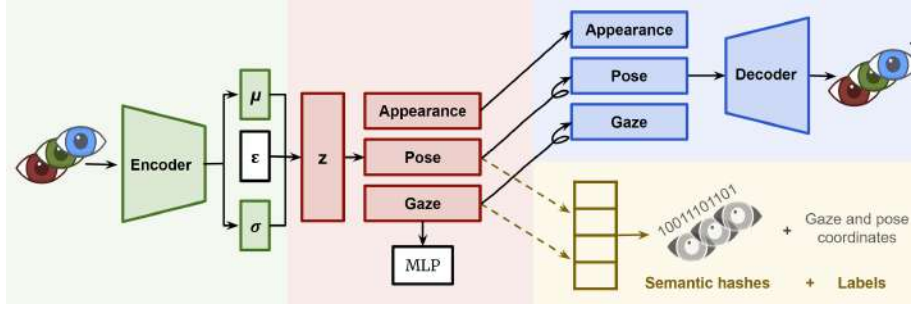 Encoder
μ
ε
σ
z
Appearance
Pose
Gaze
MLP
Appearance
Pose
Gaze
Decoder
10011101101
+
Gaze and pose
coordinates
Semantic hashes + Labels